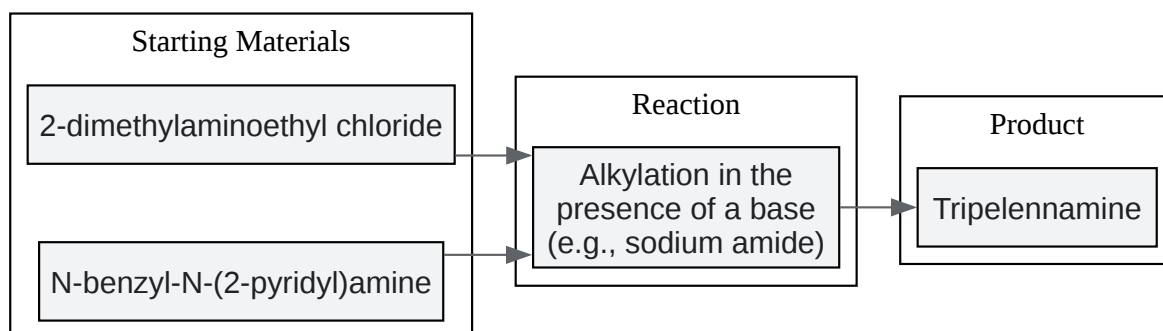 Starting Materials
2-dimethylaminoethyl chloride
N-benzyl-N-(2-pyridyl)amine
Reaction
Alkylation in the
presence of a base
(e.g., sodium amide)
Product
Tripelennamine